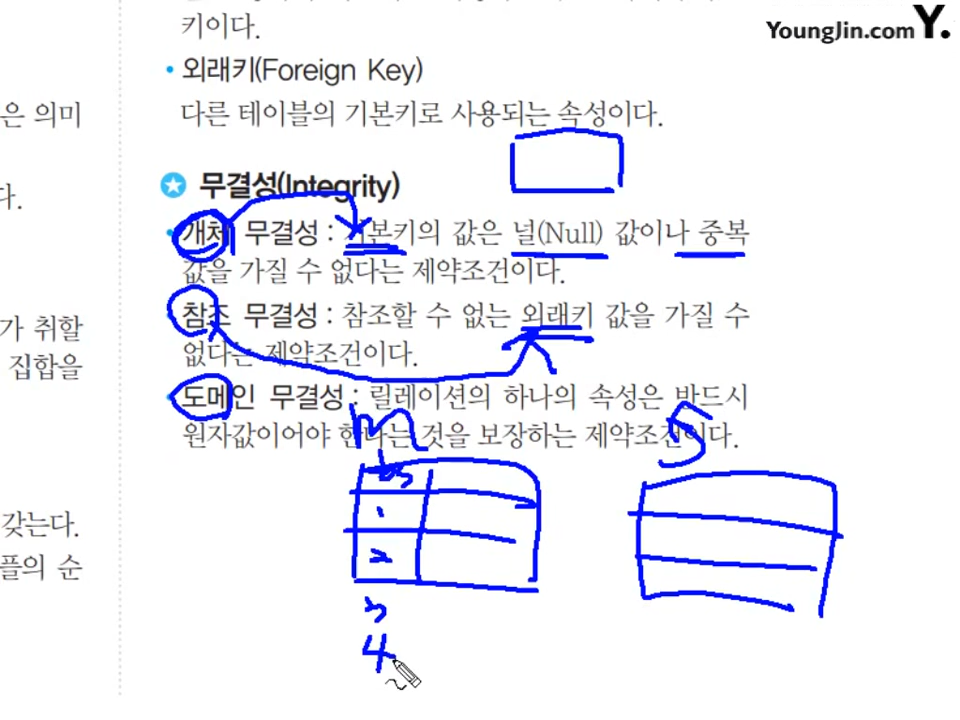 키이다.
YoungJin.com Y.
• 외래키(Foreign Key)
은 의미
다른 테이블의 기본키로 사용되는 속성이다.
다.
무결성(Integrity)
• 개체 무결성 : 기본키의 값은 널(Null) 값이나 중복
값을 가질 수 없다는 제약조건이다.
• 참조 무결성 : 참조할 수 없는 외래키 값을 가질 수
없다는 제약조건이다.
가 취할
집합을
• 도메인 무결성 : 릴레이션의 하나의 속성은 반드시
원자값이어야 한다는 것을 보장하는 제약조건이다.
m
5
1
2
3
4
갖는다.
플의 순